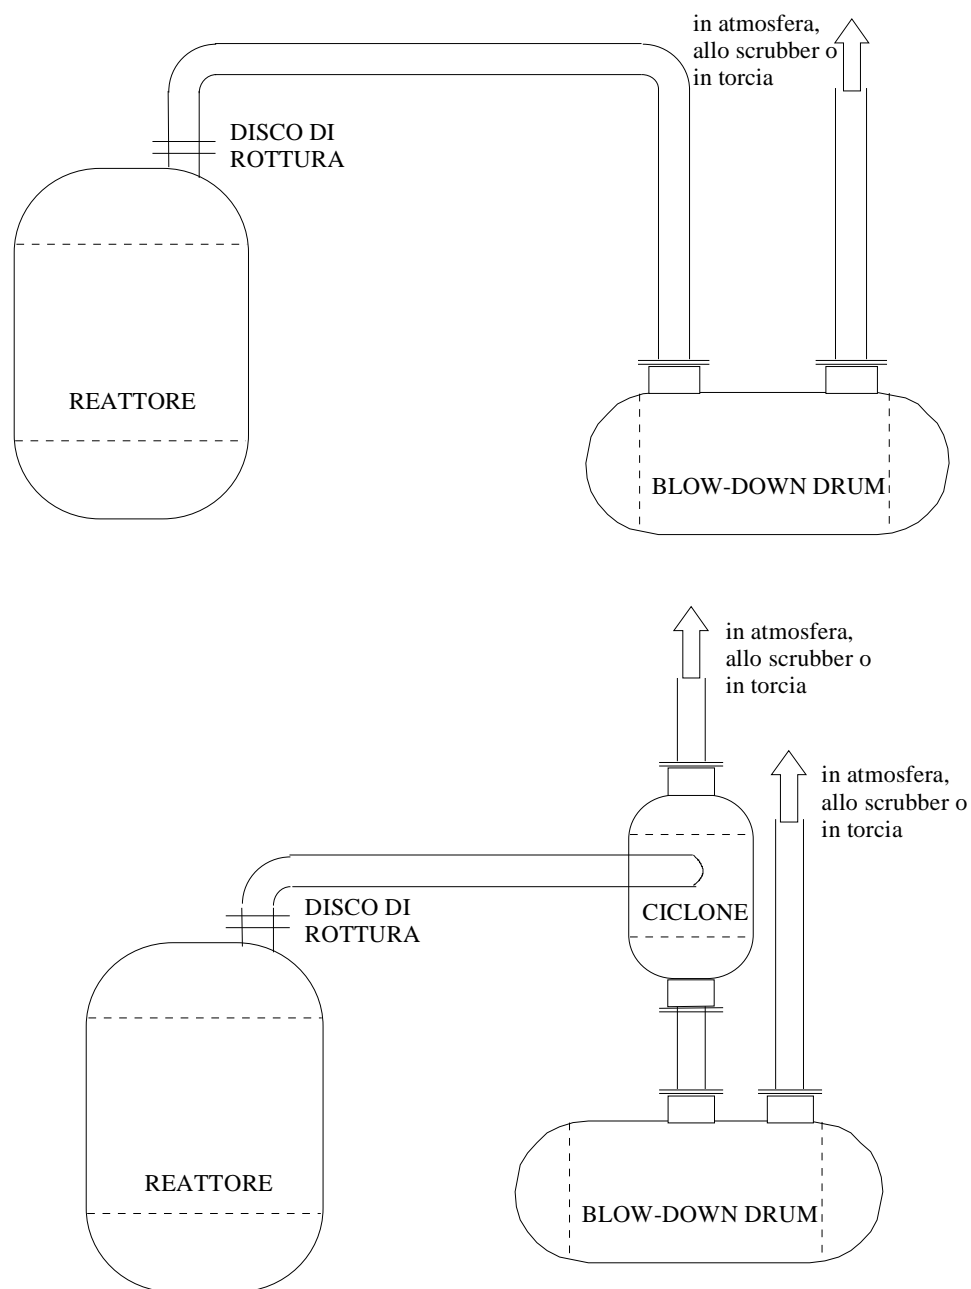 in atmosfera,
allo scrubber o
in torcia
DISCO DI
ROTTURA
REATTORE
BLOW-DOWN DRUM
in atmosfera,
allo scrubber o
in torcia
in atmosfera,
allo scrubber o
in torcia
DISCO DI
ROTTURA
CICLONE
REATTORE
BLOW-DOWN DRUM